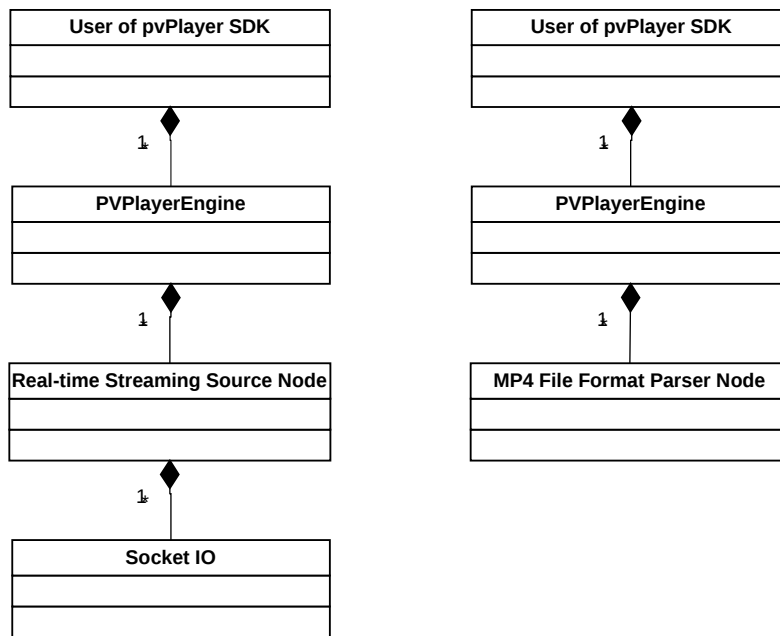 User of pvPlayer SDK
1
*
PVPlayerEngine
1
*
Real-time Streaming Source Node
1
*
Socket IO
User of pvPlayer SDK
1
*
PVPlayerEngine
1
*
MP4 File Format Parser Node